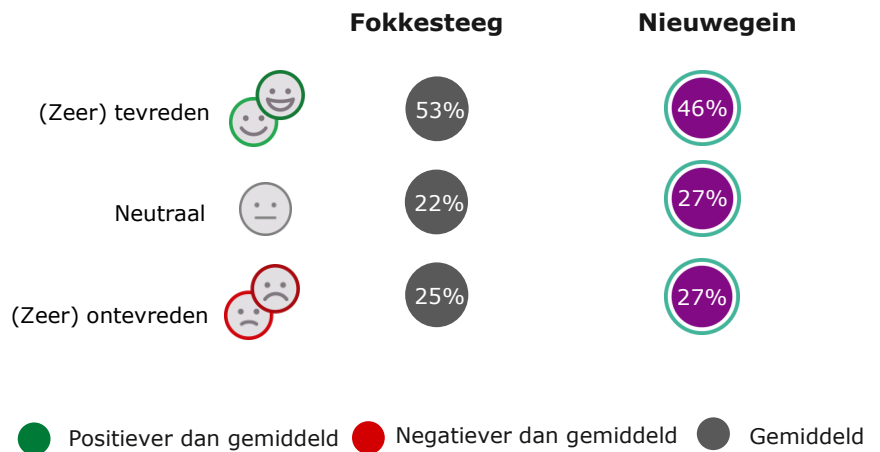 Fokkesteeg Nieuwegein
(Zeer) tevreden 53% 46%
Neutraal 22% 27%
(Zeer) ontevreden 25% 27%
Positiever dan gemiddeld Negatiever dan gemiddeld Gemiddeld